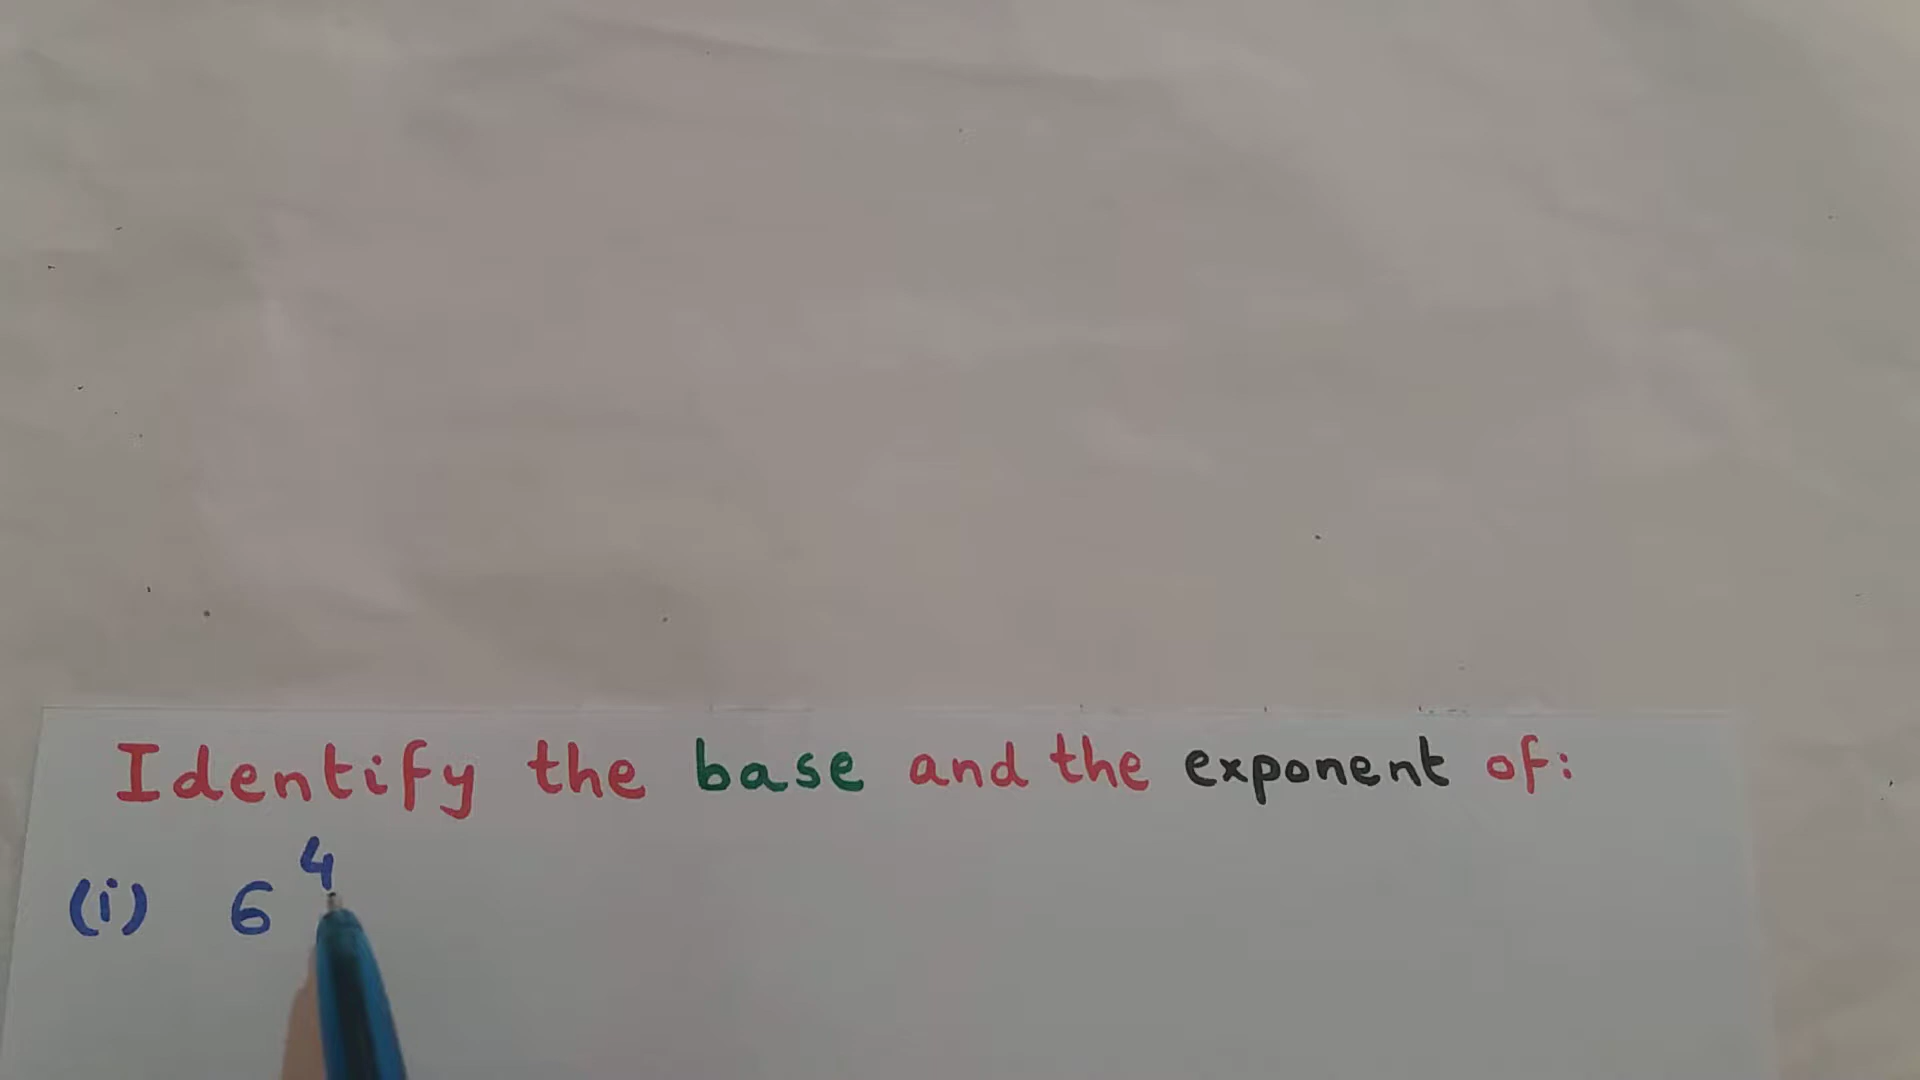 Identify the base and the exponent of:
(i) 6⁴